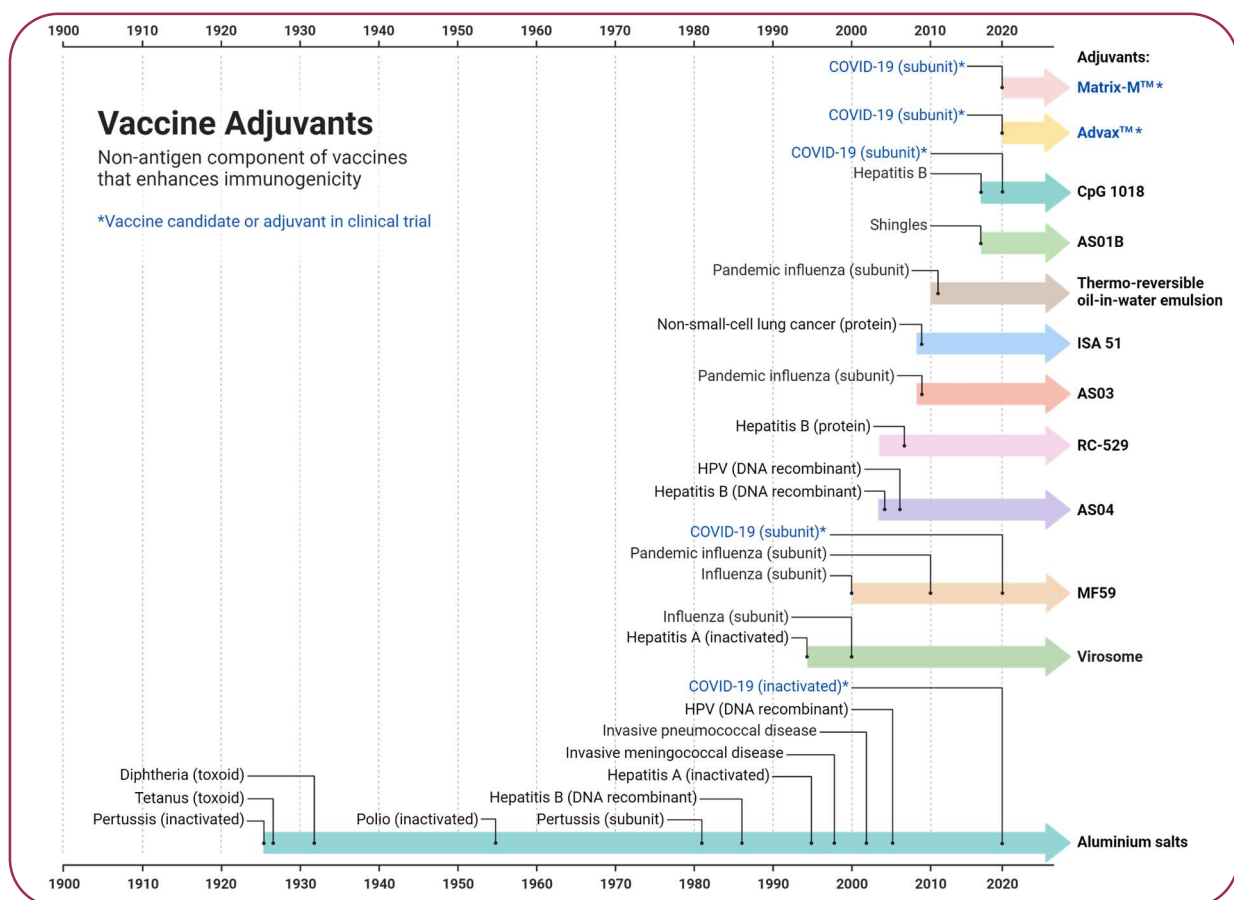 1900 1910 1920 1930 1940 1950 1960 1970 1980 1990 2000 2010 2020
Adjuvants:
COVID-19 (subunit)*
Matrix-M™*
Vaccine Adjuvants
Non-antigen component of vaccines
that enhances immunogenicity
*Vaccine candidate or adjuvant in clinical trial
COVID-19 (subunit)*
Advax™*
COVID-19 (subunit)*
Hepatitis B
CpG 1018
Shingles
AS01B
Pandemic influenza (subunit)
Thermo-reversible
oil-in-water emulsion
Non-small-cell lung cancer (protein)
ISA 51
Pandemic influenza (subunit)
AS03
Hepatitis B (protein)
RC-529
HPV (DNA recombinant)
Hepatitis B (DNA recombinant)
AS04
COVID-19 (subunit)*
Pandemic influenza (subunit)
Influenza (subunit)
MF59
Influenza (subunit)
Hepatitis A (inactivated)
Virosome
COVID-19 (inactivated)*
HPV (DNA recombinant)
Invasive pneumococcal disease
Invasive meningococcal disease
Diphtheria (toxoid)
Hepatitis A (inactivated)
Tetanus (toxoid)
Hepatitis B (DNA recombinant)
Pertussis (inactivated)
Polio (inactivated)
Pertussis (subunit)
Aluminium salts
1900 1910 1920 1930 1940 1950 1960 1970 1980 1990 2000 2010 2020